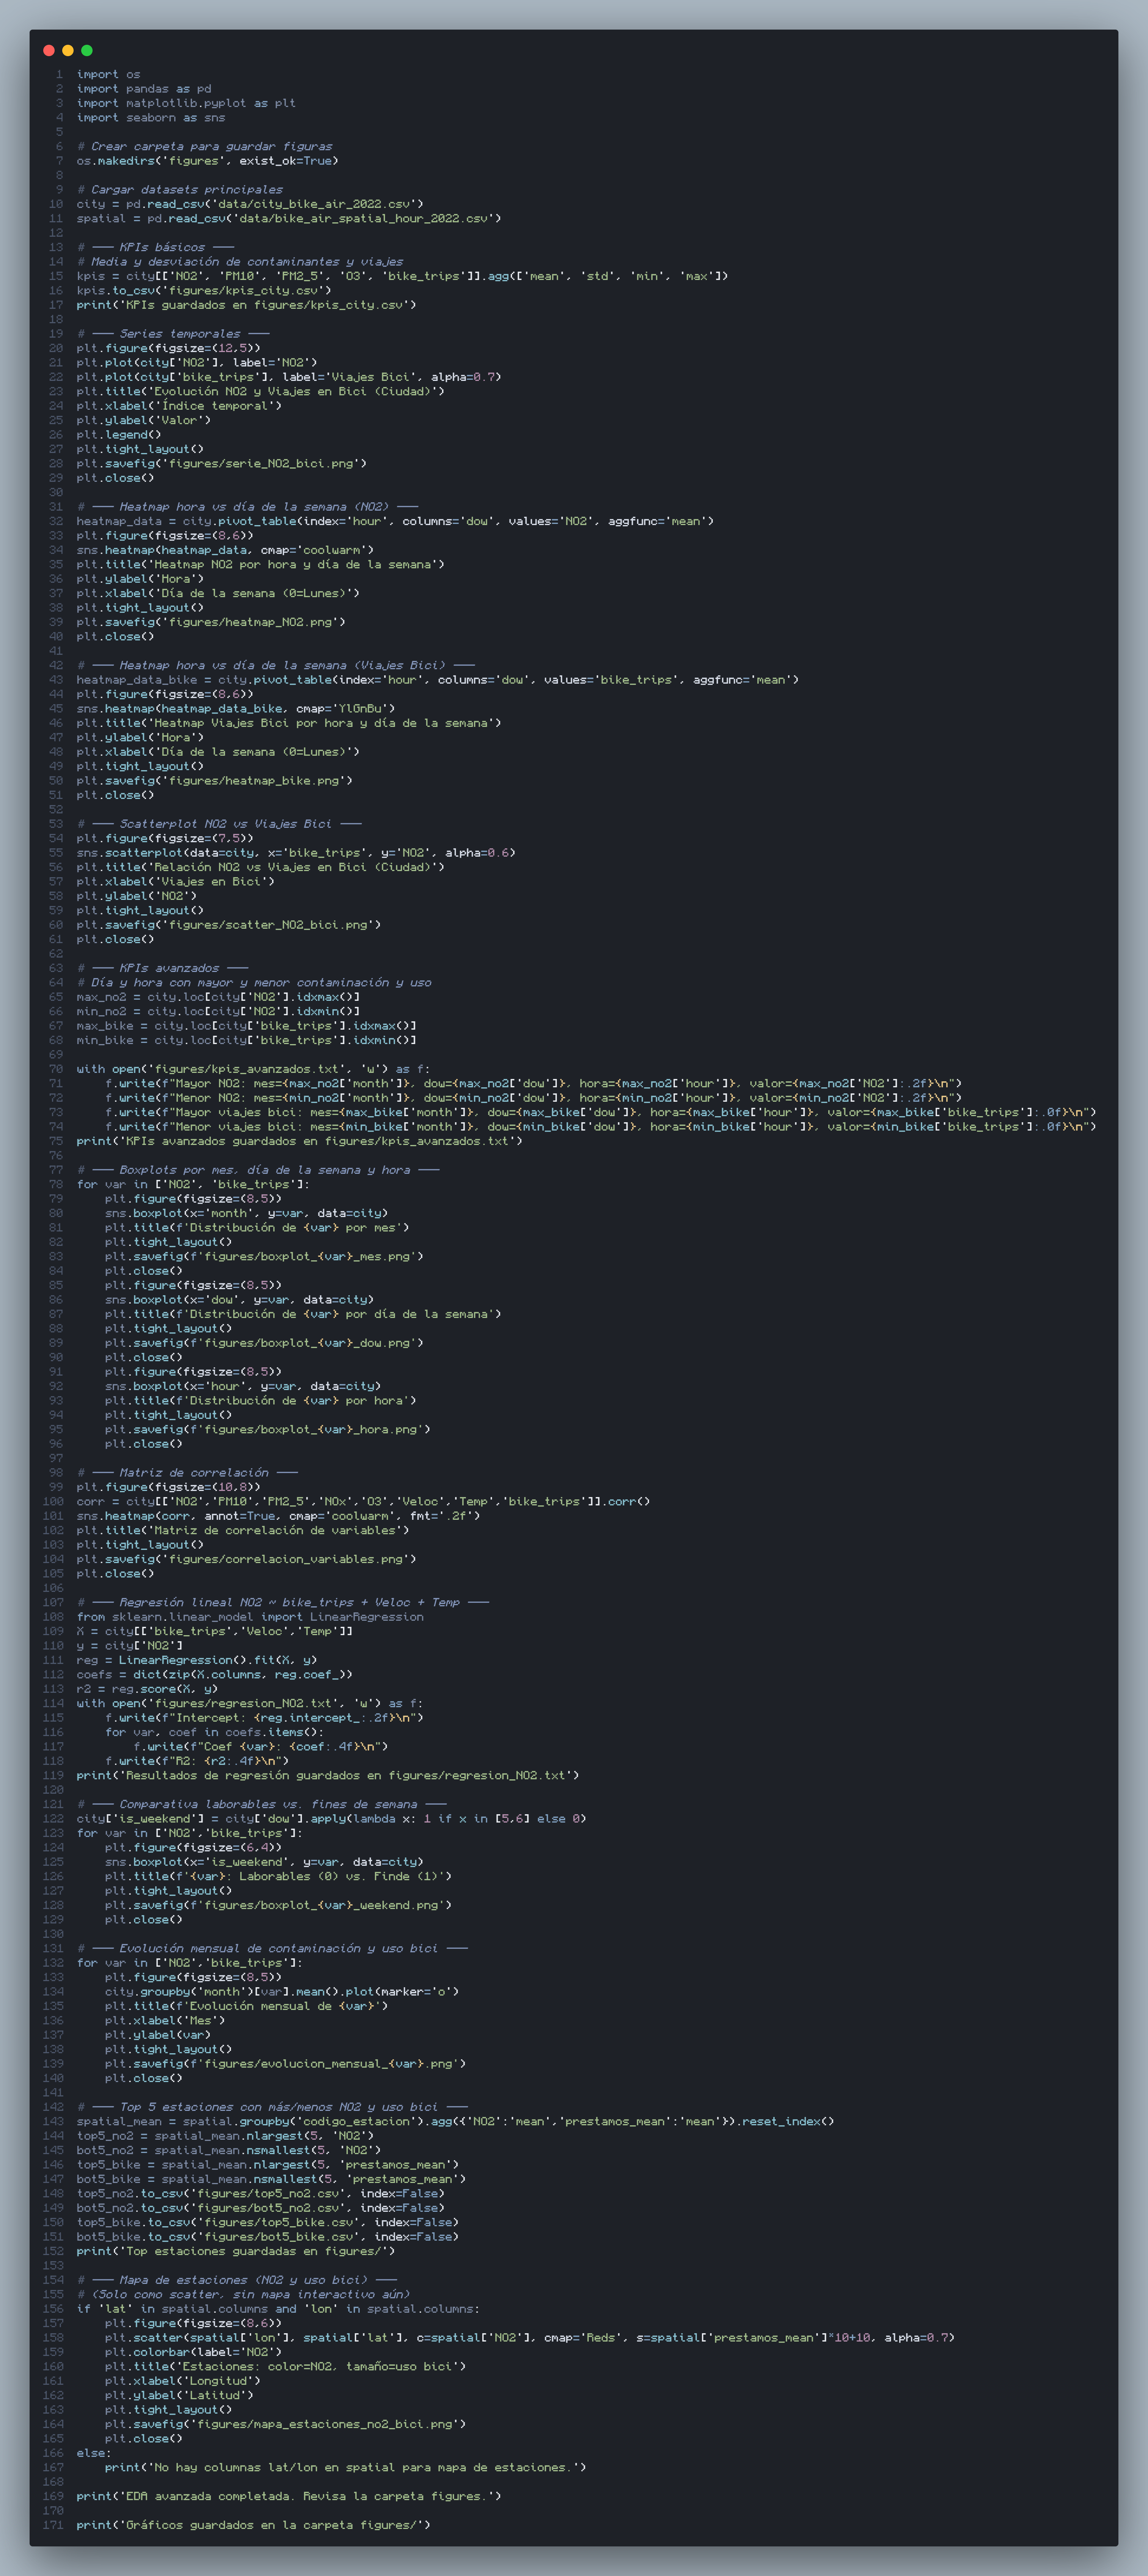 1 import os
2 import pandas as pd
3 import matplotlib.pyplot as plt
4 import seaborn as sns
5
6 # Crear carpeta para guardar figuras
7 os.makedirs('figures', exist_ok=True)
8
9 # Cargar datasets principales
10 city = pd.read_csv('data/city_bike_air_2022.csv')
11 spatial = pd.read_csv('data/bike_air_spatial_hour_2022.csv')
12
13 # --- KPIs básicos ---
14 # Media y desviación de contaminantes y viajes
15 kpis = city[['NO2', 'PM10', 'PM2_5', 'O3', 'bike_trips']].agg(['mean', 'std', 'min', 'max'])
16 kpis.to_csv('figures/kpis_city.csv')
17 print('KPIs guardados en figures/kpis_city.csv')
18
19 # --- Series temporales ---
20 plt.figure(figsize=(12,5))
21 plt.plot(city['NO2'], label='NO2')
22 plt.plot(city['bike_trips'], label='Viajes Bici', alpha=0.7)
23 plt.title('Evolución NO2 y Viajes en Bici (Ciudad)')
24 plt.xlabel('Índice temporal')
25 plt.ylabel('Valor')
26 plt.legend()
27 plt.tight_layout()
28 plt.savefig('figures/serie_NO2_bici.png')
29 plt.close()
30
31 # --- Heatmap hora vs día de la semana (NO2) ---
32 heatmap_data = city.pivot_table(index='hour', columns='dow', values='NO2', aggfunc='mean')
33 plt.figure(figsize=(8,6))
34 sns.heatmap(heatmap_data, cmap='coolwarm')
35 plt.title('Heatmap NO2 por hora y día de la semana')
36 plt.ylabel('Hora')
37 plt.xlabel('Día de la semana (0=Lunes)')
38 plt.tight_layout()
39 plt.savefig('figures/heatmap_NO2.png')
40 plt.close()
41
42 # --- Heatmap hora vs día de la semana (Viajes Bici) ---
43 heatmap_data_bike = city.pivot_table(index='hour', columns='dow', values='bike_trips', aggfunc='mean')
44 plt.figure(figsize=(8,6))
45 sns.heatmap(heatmap_data_bike, cmap='YlGnBu')
46 plt.title('Heatmap Viajes Bici por hora y día de la semana')
47 plt.ylabel('Hora')
48 plt.xlabel('Día de la semana (0=Lunes)')
49 plt.tight_layout()
50 plt.savefig('figures/heatmap_bike.png')
51 plt.close()
52
53 # --- Scatterplot NO2 vs Viajes Bici ---
54 plt.figure(figsize=(7,5))
55 sns.scatterplot(data=city, x='bike_trips', y='NO2', alpha=0.6)
56 plt.title('Relación NO2 vs Viajes en Bici (Ciudad)')
57 plt.xlabel('Viajes en Bici')
58 plt.ylabel('NO2')
59 plt.tight_layout()
60 plt.savefig('figures/scatter_NO2_bici.png')
61 plt.close()
62
63 # --- KPIs avanzados ---
64 # Día y hora con mayor y menor contaminación y uso
65 max_no2 = city.loc[city['NO2'].idxmax()]
66 min_no2 = city.loc[city['NO2'].idxmin()]
67 max_bike = city.loc[city['bike_trips'].idxmax()]
68 min_bike = city.loc[city['bike_trips'].idxmin()]
69
70 with open('figures/kpis_avanzados.txt', 'w') as f:
71     f.write(f"Mayor NO2: mes={max_no2['month']}, dow={max_no2['dow']}, hora={max_no2['hour']}, valor={max_no2['NO2']:.2f}\n")
72     f.write(f"Menor NO2: mes={min_no2['month']}, dow={min_no2['dow']}, hora={min_no2['hour']}, valor={min_no2['NO2']:.2f}\n")
73     f.write(f"Mayor viajes bici: mes={max_bike['month']}, dow={max_bike['dow']}, hora={max_bike['hour']}, valor={max_bike['bike_trips']:.0f}\n")
74     f.write(f"Menor viajes bici: mes={min_bike['month']}, dow={min_bike['dow']}, hora={min_bike['hour']}, valor={min_bike['bike_trips']:.0f}\n")
75 print('KPIs avanzados guardados en figures/kpis_avanzados.txt')
76
77 # --- Boxplots por mes, día de la semana y hora ---
78 for var in ['NO2', 'bike_trips']:
79     plt.figure(figsize=(8,5))
80     sns.boxplot(x='month', y=var, data=city)
81     plt.title(f'Distribución de {var} por mes')
82     plt.tight_layout()
83     plt.savefig(f'figures/boxplot_{var}_mes.png')
84     plt.close()
85     plt.figure(figsize=(8,5))
86     sns.boxplot(x='dow', y=var, data=city)
87     plt.title(f'Distribución de {var} por día de la semana')
88     plt.tight_layout()
89     plt.savefig(f'figures/boxplot_{var}_dow.png')
90     plt.close()
91     plt.figure(figsize=(8,5))
92     sns.boxplot(x='hour', y=var, data=city)
93     plt.title(f'Distribución de {var} por hora')
94     plt.tight_layout()
95     plt.savefig(f'figures/boxplot_{var}_hora.png')
96     plt.close()
97
98 # --- Matriz de correlación ---
99 plt.figure(figsize=(10,8))
100 corr = city[['NO2','PM10','PM2_5','NOx','O3','Veloc','Temp','bike_trips']].corr()
101 sns.heatmap(corr, annot=True, cmap='coolwarm', fmt='.2f')
102 plt.title('Matriz de correlación de variables')
103 plt.tight_layout()
104 plt.savefig('figures/correlacion_variables.png')
105 plt.close()
106
107 # --- Regresión lineal NO2 ~ bike_trips + Veloc + Temp ---
108 from sklearn.linear_model import LinearRegression
109 X = city[['bike_trips','Veloc','Temp']]
110 y = city['NO2']
111 reg = LinearRegression().fit(X, y)
112 coefs = dict(zip(X.columns, reg.coef_))
113 r2 = reg.score(X, y)
114 with open('figures/regresion_NO2.txt', 'w') as f:
115     f.write(f"Intercept: {reg.intercept_:.2f}\n")
116     for var, coef in coefs.items():
117         f.write(f"Coef {var}: {coef:.4f}\n")
118     f.write(f"R2: {r2:.4f}\n")
119 print('Resultados de regresión guardados en figures/regresion_NO2.txt')
120
121 # --- Comparativa laborables vs. fines de semana ---
122 city['is_weekend'] = city['dow'].apply(lambda x: 1 if x in [5,6] else 0)
123 for var in ['NO2','bike_trips']:
124     plt.figure(figsize=(6,4))
125     sns.boxplot(x='is_weekend', y=var, data=city)
126     plt.title(f'{var}: Laborables (0) vs. Finde (1)')
127     plt.tight_layout()
128     plt.savefig(f'figures/boxplot_{var}_weekend.png')
129     plt.close()
130
131 # --- Evolución mensual de contaminación y uso bici ---
132 for var in ['NO2','bike_trips']:
133     plt.figure(figsize=(8,5))
134     city.groupby('month')[var].mean().plot(marker='o')
135     plt.title(f'Evolución mensual de {var}')
136     plt.xlabel('Mes')
137     plt.ylabel(var)
138     plt.tight_layout()
139     plt.savefig(f'figures/evolucion_mensual_{var}.png')
140     plt.close()
141
142 # --- Top 5 estaciones con más/menos NO2 y uso bici ---
143 spatial_mean = spatial.groupby('codigo_estacion').agg({'NO2':'mean','prestamos_mean':'mean'}).reset_index()
144 top5_no2 = spatial_mean.nlargest(5, 'NO2')
145 bot5_no2 = spatial_mean.nsmallest(5, 'NO2')
146 top5_bike = spatial_mean.nlargest(5, 'prestamos_mean')
147 bot5_bike = spatial_mean.nsmallest(5, 'prestamos_mean')
148 top5_no2.to_csv('figures/top5_no2.csv', index=False)
149 bot5_no2.to_csv('figures/bot5_no2.csv', index=False)
150 top5_bike.to_csv('figures/top5_bike.csv', index=False)
151 bot5_bike.to_csv('figures/bot5_bike.csv', index=False)
152 print('Top estaciones guardadas en figures/')
153
154 # --- Mapa de estaciones (NO2 y uso bici) ---
155 # (Solo como scatter, sin mapa interactivo aún)
156 if 'lat' in spatial.columns and 'lon' in spatial.columns:
157     plt.figure(figsize=(8,6))
158     plt.scatter(spatial['lon'], spatial['lat'], c=spatial['NO2'], cmap='Reds', s=spatial['prestamos_mean']*10+10, alpha=0.7)
159     plt.colorbar(label='NO2')
160     plt.title('Estaciones: color=NO2, tamaño=uso bici')
161     plt.xlabel('Longitud')
162     plt.ylabel('Latitud')
163     plt.tight_layout()
164     plt.savefig('figures/mapa_estaciones_no2_bici.png')
165     plt.close()
166 else:
167     print('No hay columnas lat/lon en spatial para mapa de estaciones.')
168
169 print('EDA avanzada completada. Revisa la carpeta figures.')
170
171 print('Gráficos guardados en la carpeta figures/')